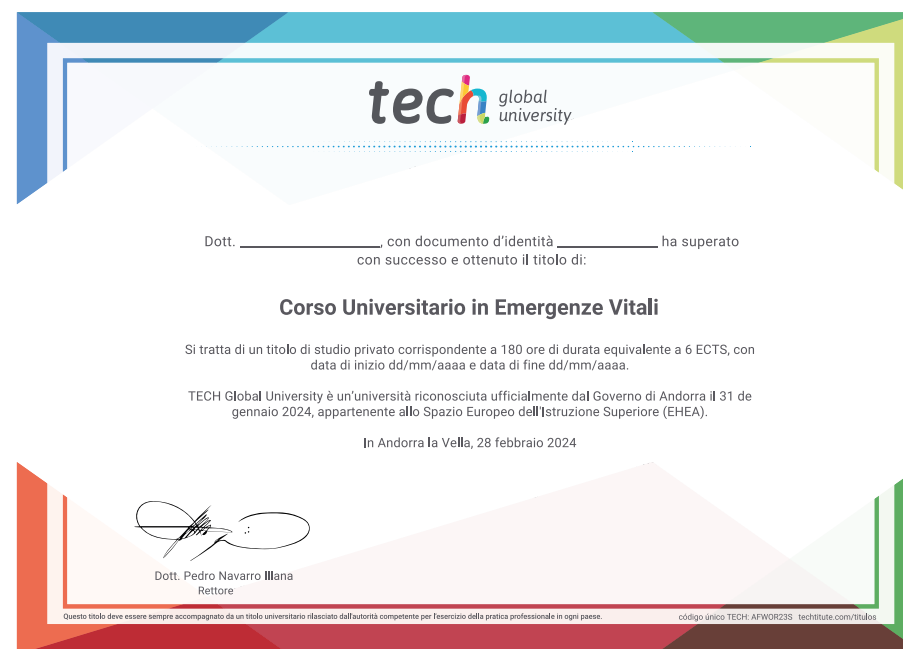 tech global university
Dott. ____________, con documento d'identità ____________ ha superato
con successo e ottenuto il titolo di:
Corso Universitario in Emergenze Vitali
Si tratta di un titolo di studio privato corrispondente a 180 ore di durata equivalente a 6 ECTS, con
data di inizio dd/mm/aaaa e data di fine dd/mm/aaaa.
TECH Global University è un'università riconosciuta ufficialmente dal Governo di Andorra il 31 de
gennaio 2024, appartenente allo Spazio Europeo dell'Istruzione Superiore (EHEA).
In Andorra la Vella, 28 febbraio 2024
Dott. Pedro Navarro Illana
Rettore
Questo titolo deve essere sempre accompagnato da un titolo universitario rilasciato dall'autorità competente per l'esercizio della pratica professionale in ogni paese.
código único TECH: AFWOR23S techtitute.com/titulos